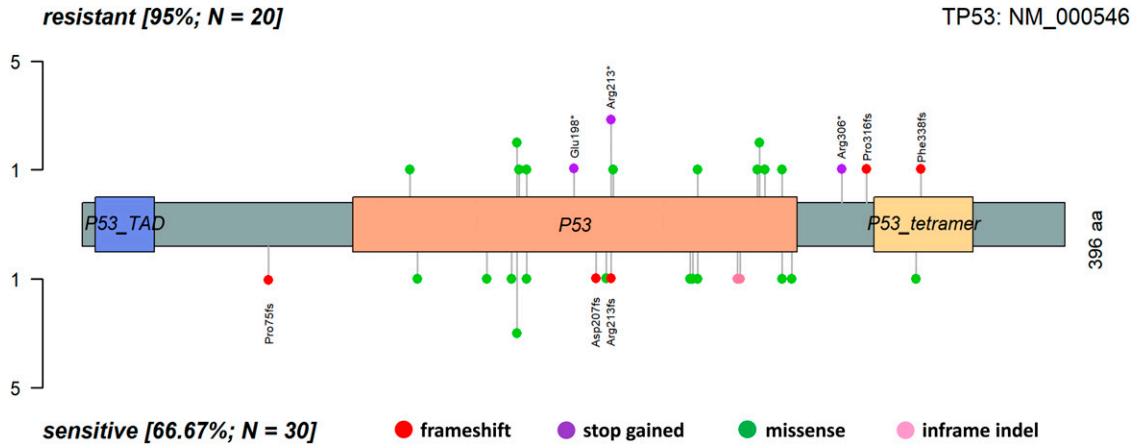 resistant [95%; N = 20]
TP53: NM_000546
5
1
Glu198*
Arg213*
Arg306*
Pro316fs
Phe338fs
P53_TAD
P53
P53_tetramer
396 aa
1
5
Pro75fs
Asp207fs
Arg213fs
sensitive [66.67%; N = 30]
frameshift
stop gained
missense
inframe indel